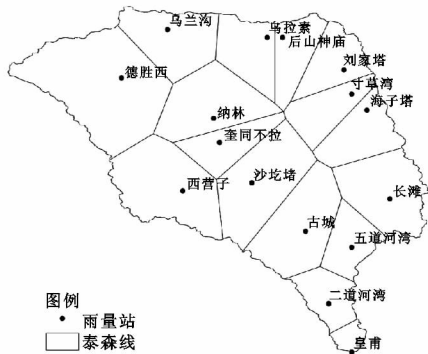 乌兰沟
乌拉素
后山神庙
德胜西
刘家塔
寸草湾
海子塔
纳林
奎同不拉
沙圪堵
西营子
长滩
古城
五道河湾
二道河湾
皇甫
图例
雨量站
泰森线